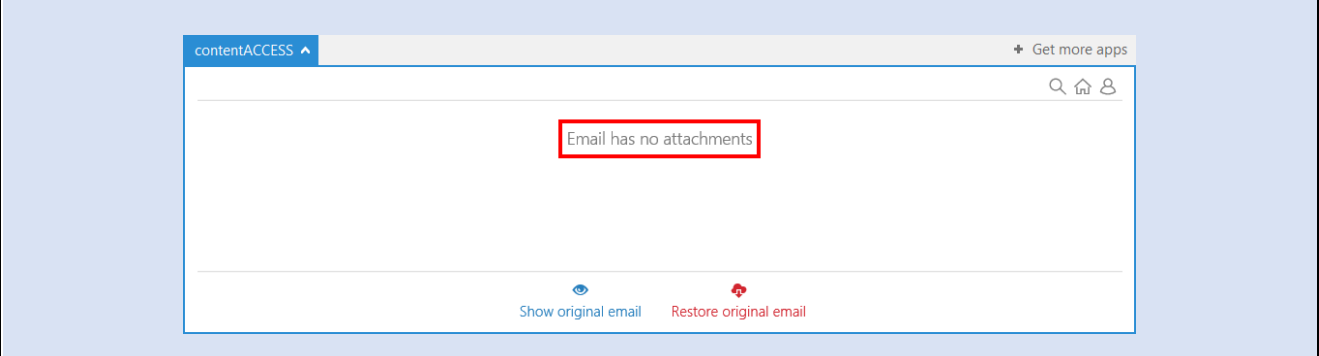 contentACCESS
Get more apps
Email has no attachments
Show original email
Restore original email